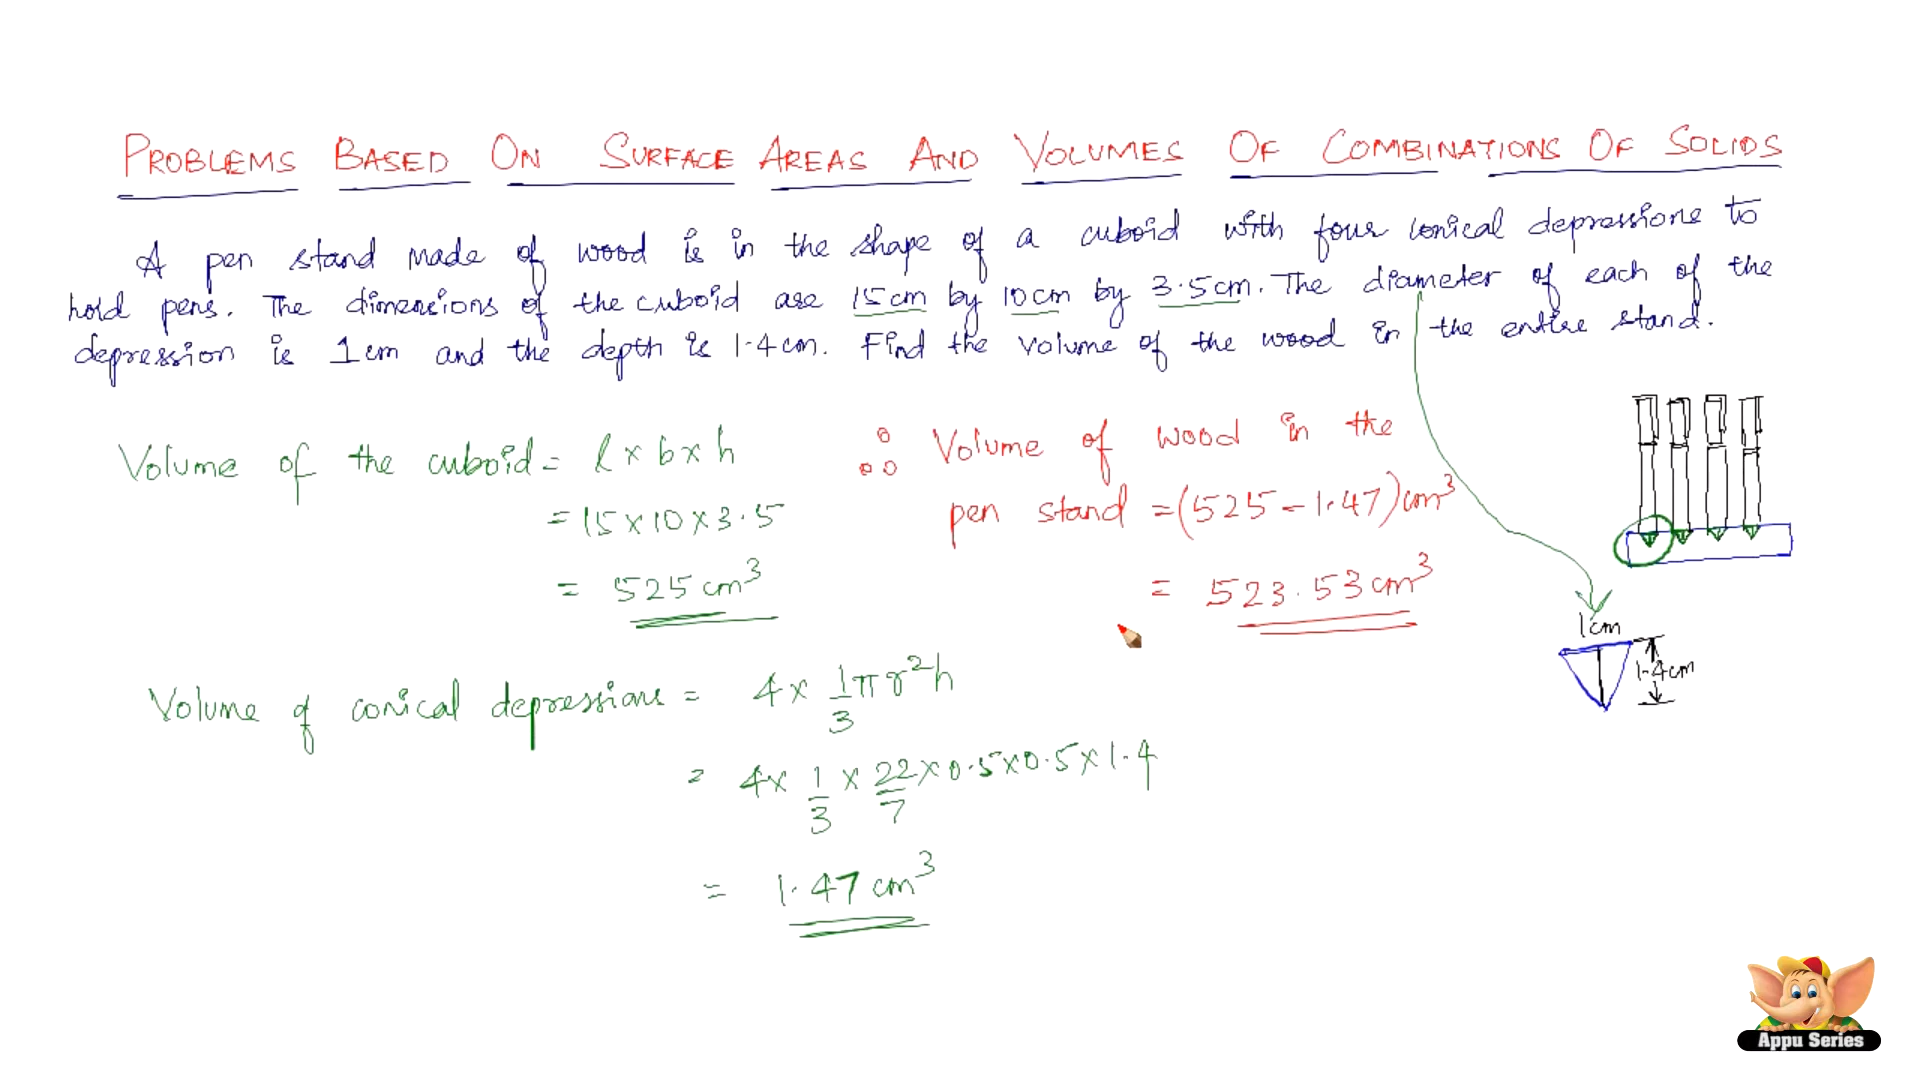 PROBLEMS BASED ON SURFACE AREAS AND VOLUMES OF COMBINATIONS OF SOLIDS
A pen stand made of wood is in the shape of a cuboid with four conical depressions to
hold pens. The dimensions of the cuboid are 15cm by 10cm by 3.5cm. The diameter of each of the
depression is 1cm and the depth is 1.4cm. Find the volume of the wood in the entire stand.
Volume of the cuboid = l × b × h
= 15 × 10 × 3.5
= 525 cm³
Volume of conical depressions = 4 × 1/3 πr²h
= 4 × 1/3 × 22/7 × 0.5 × 0.5 × 1.4
= 1.47 cm³
∴ Volume of wood in the
pen stand = (525 – 1.47) cm³
= 523.53 cm³
1cm
1.4cm
Appu Series